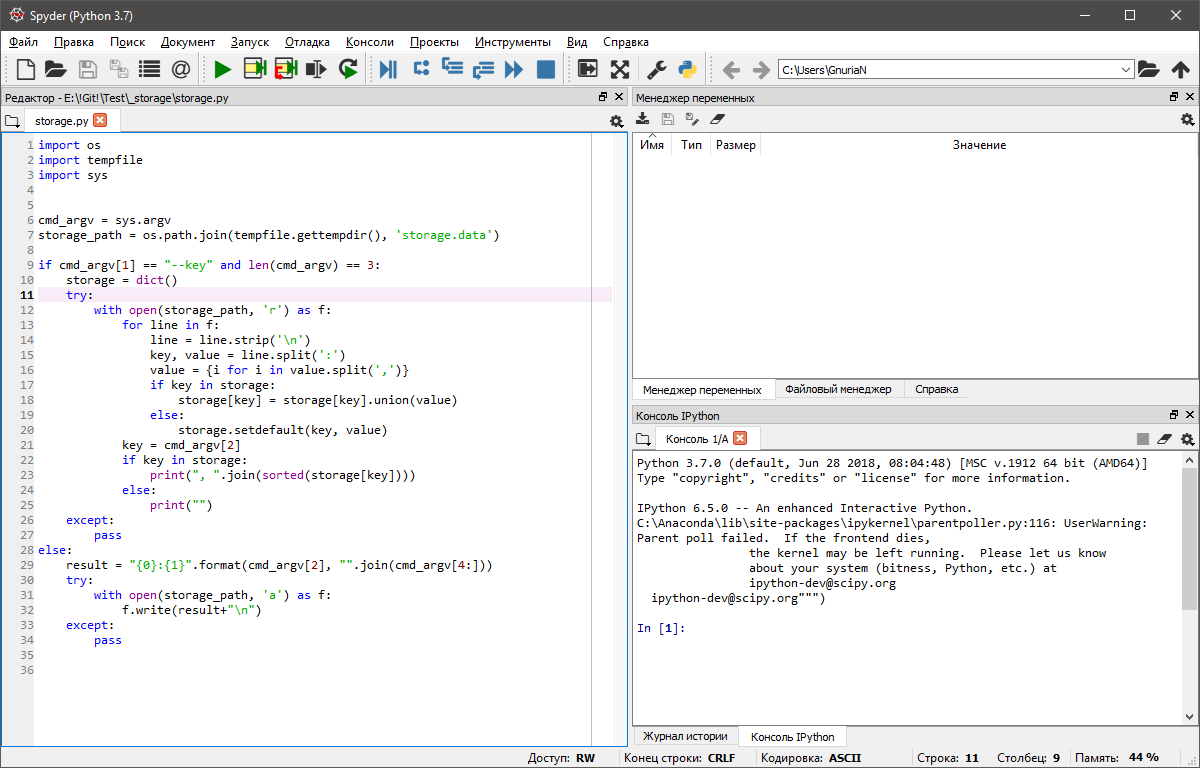 Spyder (Python 3.7)
Файл Правка Поиск Документ Запуск Отладка Консоли Проекты Инструменты Вид Справка
C:\Users\GnuriaN
Редактор - E:\!Git!\Test\_storage\storage.py
storage.py
1 import os
2 import tempfile
3 import sys
4
5
6 cmd_argv = sys.argv
7 storage_path = os.path.join(tempfile.gettempdir(), 'storage.data')
8
9 if cmd_argv[1] == "--key" and len(cmd_argv) == 3:
10     storage = dict()
11     try:
12         with open(storage_path, 'r') as f:
13             for line in f:
14                 line = line.strip('\n')
15                 key, value = line.split(':')
16                 value = {i for i in value.split(',')}
17                 if key in storage:
18                     storage[key] = storage[key].union(value)
19                 else:
20                     storage.setdefault(key, value)
21             key = cmd_argv[2]
22             if key in storage:
23                 print(", ".join(sorted(storage[key])))
24             else:
25                 print("")
26     except:
27         pass
28 else:
29     result = "{0}:{1}".format(cmd_argv[2], "".join(cmd_argv[4:]))
30     try:
31         with open(storage_path, 'a') as f:
32             f.write(result+"\n")
33     except:
34         pass
35
36
Менеджер переменных
Имя Тип Размер Значение
Менеджер переменных Файловый менеджер Справка
Консоль IPython
Консоль 1/A
Python 3.7.0 (default, Jun 28 2018, 08:04:48) [MSC v.1912 64 bit (AMD64)]
Type "copyright", "credits" or "license" for more information.
IPython 6.5.0 -- An enhanced Interactive Python.
C:\Anaconda\lib\site-packages\ipykernel\parentpoller.py:116: UserWarning:
Parent poll failed.  If the frontend dies,
                the kernel may be left running.  Please let us know
                about your system (bitness, Python, etc.) at
                ipython-dev@scipy.org
  ipython-dev@scipy.org""")
In [1]:
Журнал истории Консоль IPython
Доступ: RW Конец строки: CRLF Кодировка: ASCII Строка: 11 Столбец: 9 Память: 44 %